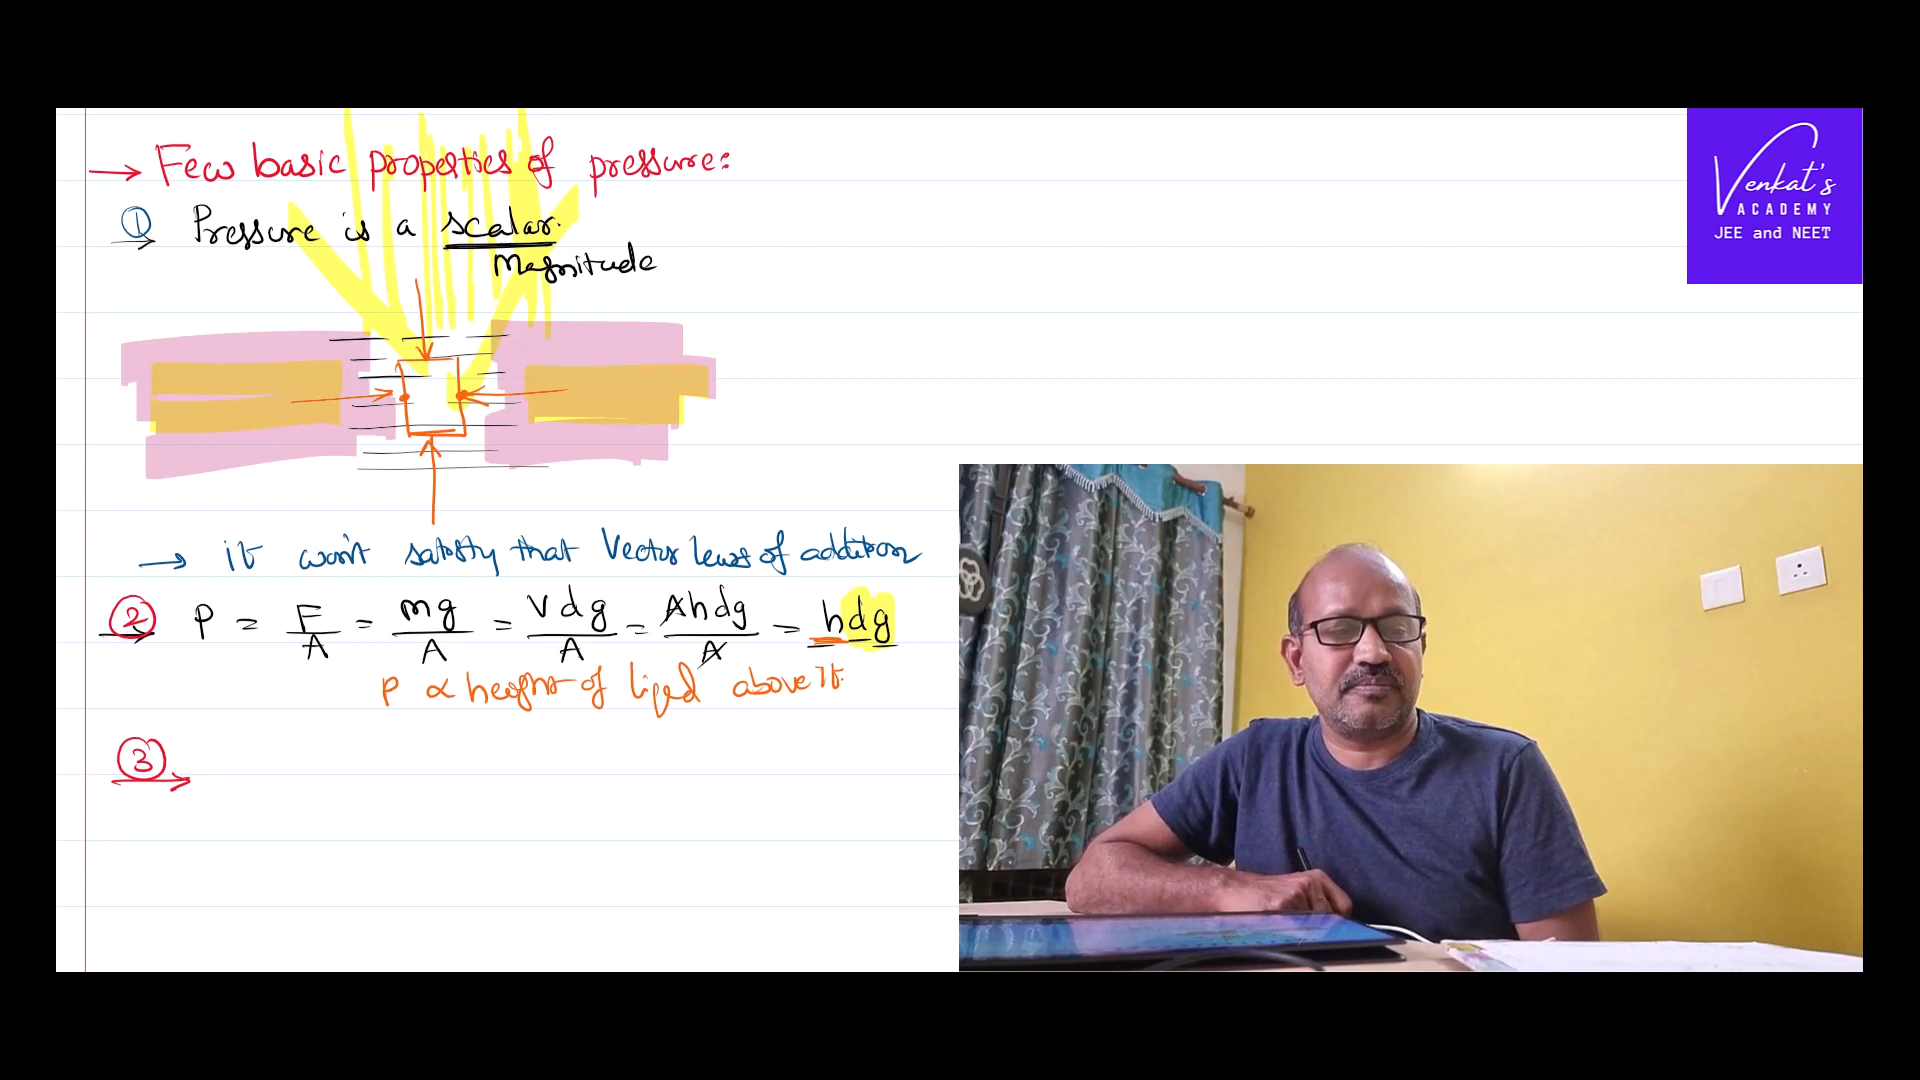 → Few basic properties of pressure:
① Pressure is a scalar.
Magnitude
→ it won't satisfy that Vector laws of addition
② P = F/A = mg/A = Vdg/A = Ahdg/A = hdg
P ∝ height of liqed above it.
③
Venkat's
ACADEMY
JEE and NEET